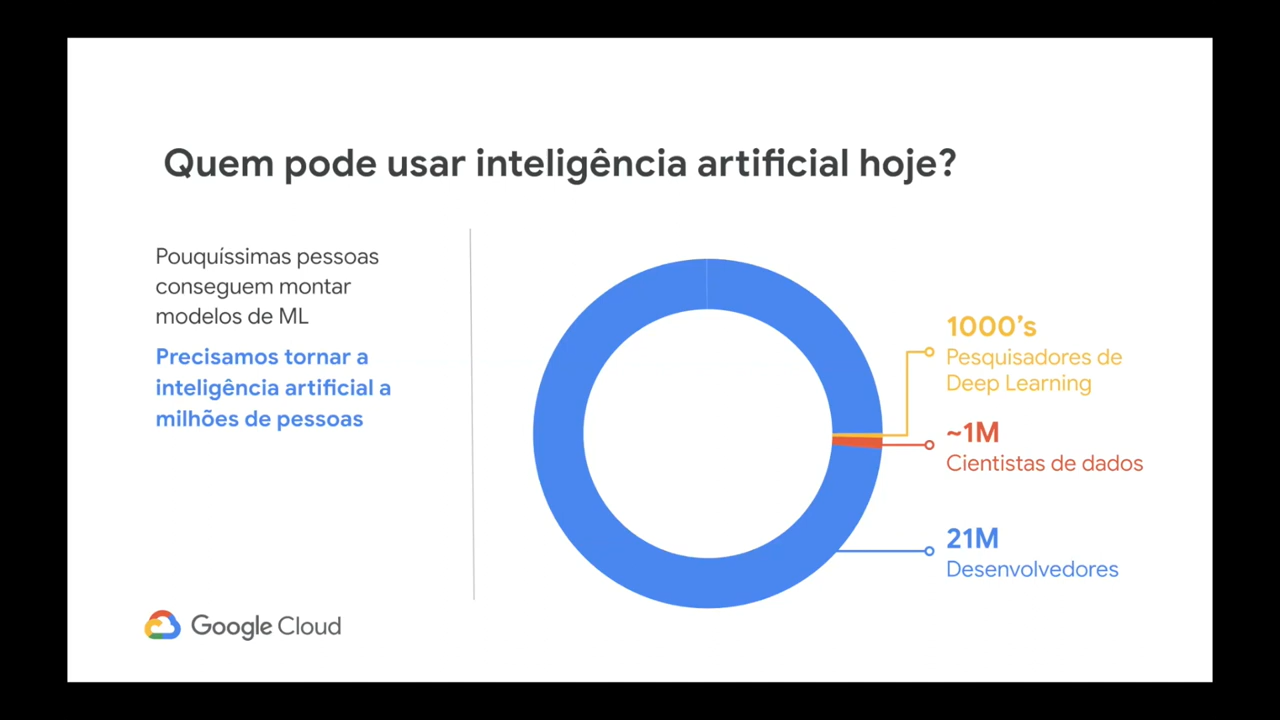 Quem pode usar inteligência artificial hoje?
Pouquíssimas pessoas
conseguem montar
modelos de ML
Precisamos tornar a
inteligência artificial a
milhões de pessoas
1000's
Pesquisadores de
Deep Learning
~1M
Cientistas de dados
21M
Desenvolvedores
Google Cloud